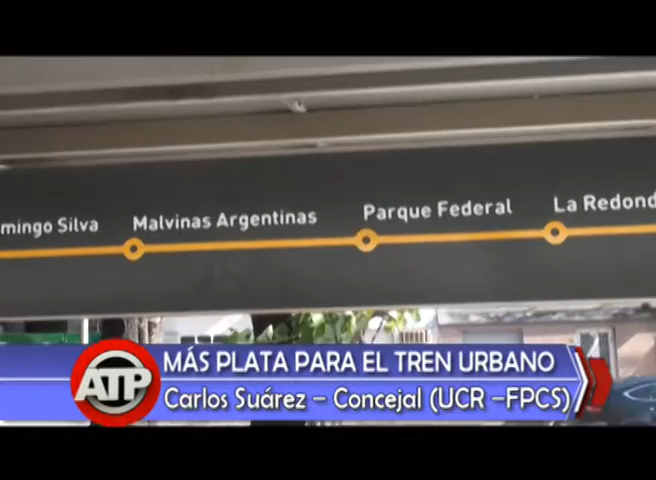 mingo Silva
Malvinas Argentinas
Parque Federal
La Redond
ATP
MÁS PLATA PARA EL TREN URBANO
Carlos Suárez – Concejal (UCR –FPCS)